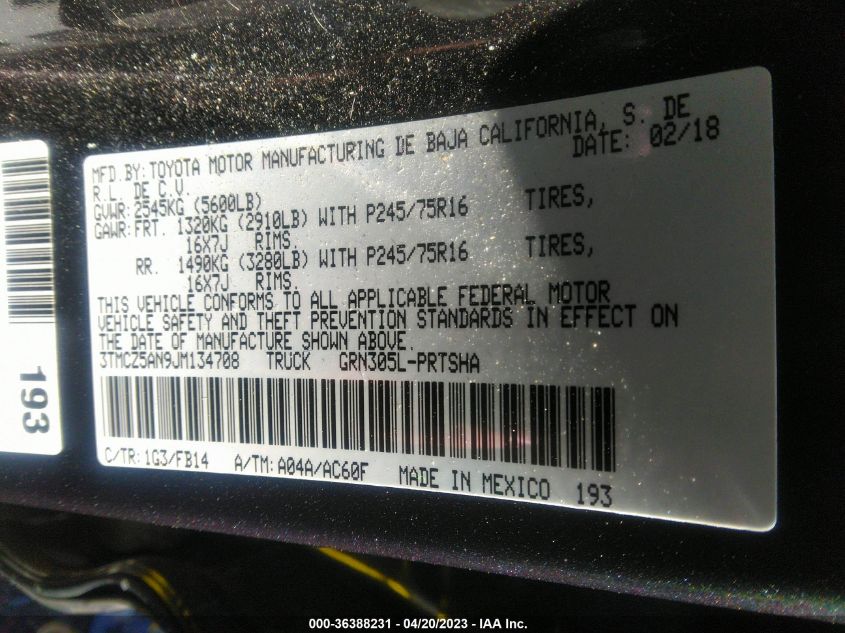 MFD.BY:TOYOTA MOTOR MANUFACTURING DE BAJA CALIFORNIA, S. DE
R.L. DE C.V. DATE: 02/18
GVWR:2545KG (5600LB)
GAWR:FRT. 1320KG (2910LB) WITH P245/75R16 TIRES,
16X7J RIMS.
RR. 1490KG (3280LB) WITH P245/75R16 TIRES,
16X7J RIMS.
THIS VEHICLE CONFORMS TO ALL APPLICABLE FEDERAL MOTOR
VEHICLE SAFETY AND THEFT PREVENTION STANDARDS IN EFFECT ON
THE DATE OF MANUFACTURE SHOWN ABOVE.
3TMCZ5AN9JM134708 TRUCK GRN305L-PRTSHA
C/TR:1G3/FB14 A/TM:A04A/AC60F MADE IN MEXICO 193
193
000-36388231 - 04/20/2023 - IAA Inc.